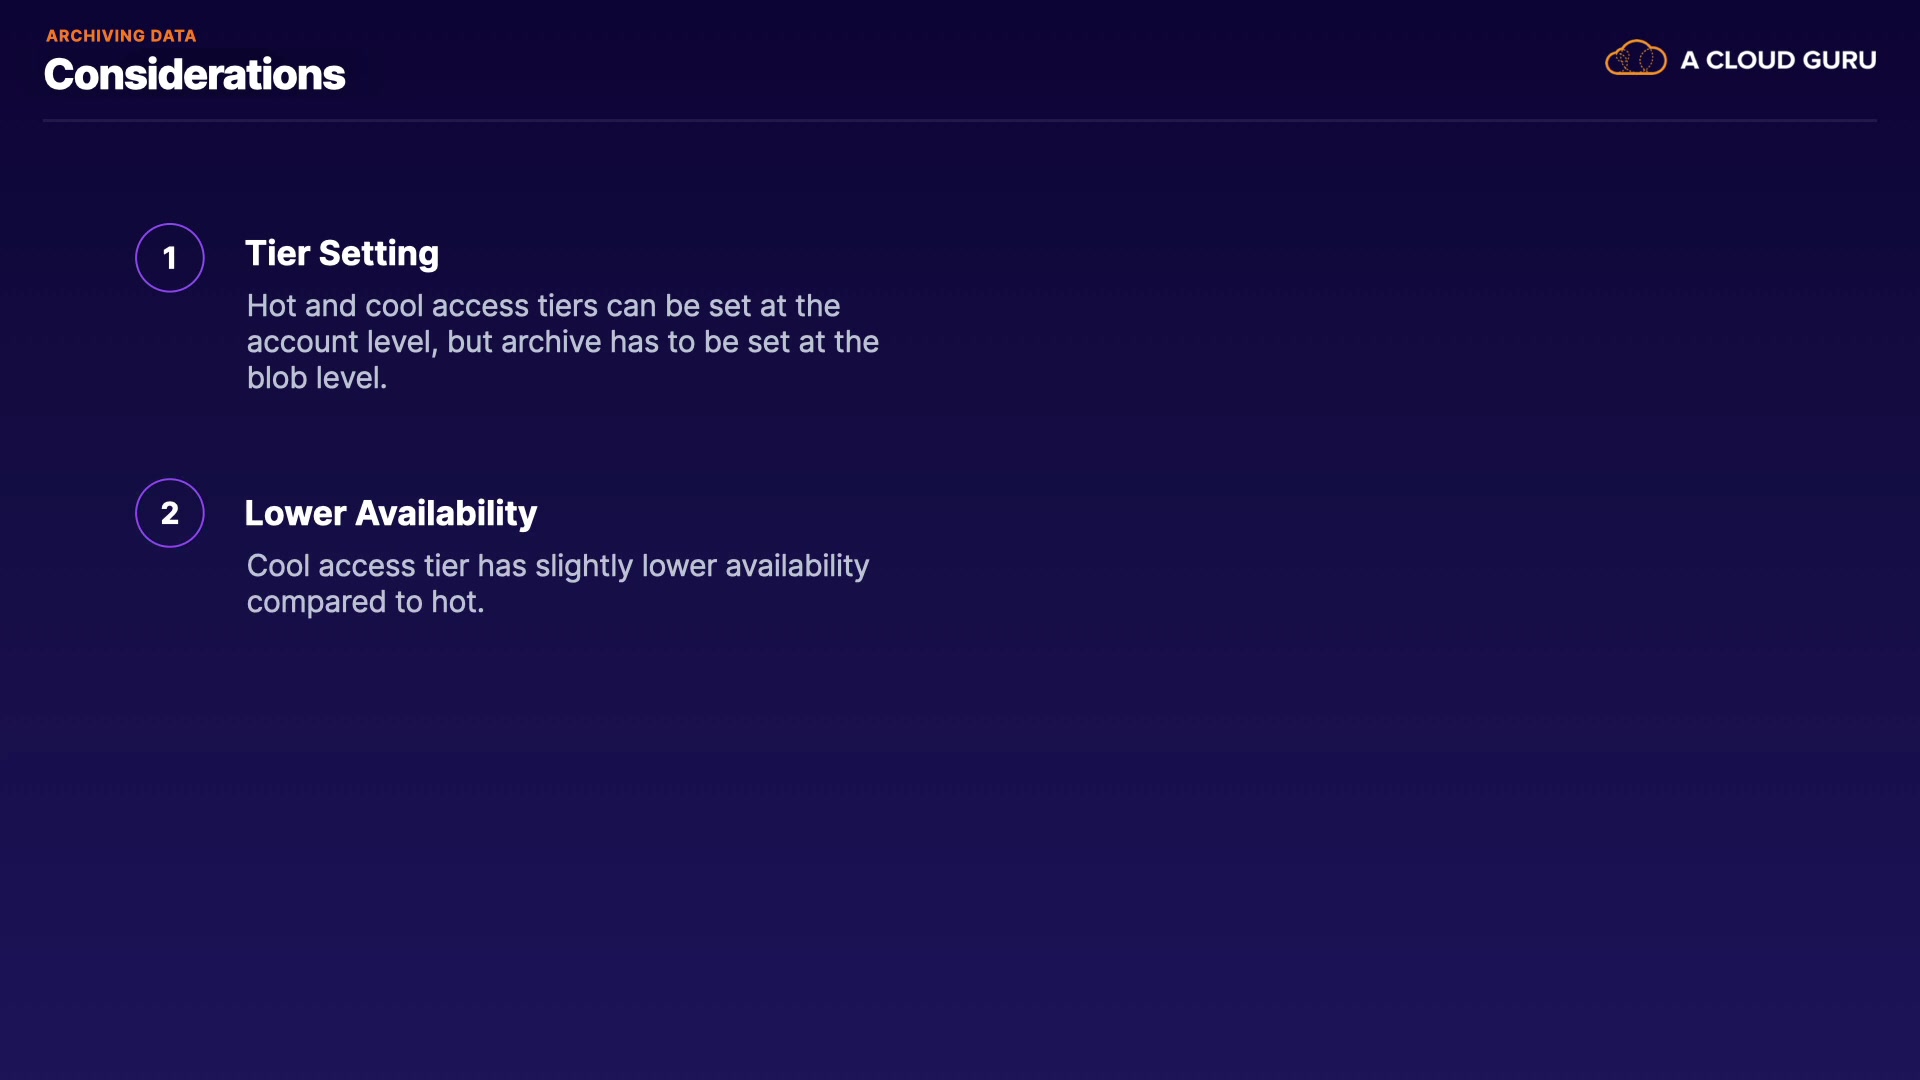 ARCHIVING DATA
Considerations
A CLOUD GURU
1
Tier Setting
Hot and cool access tiers can be set at the
account level, but archive has to be set at the
blob level.
2
Lower Availability
Cool access tier has slightly lower availability
compared to hot.